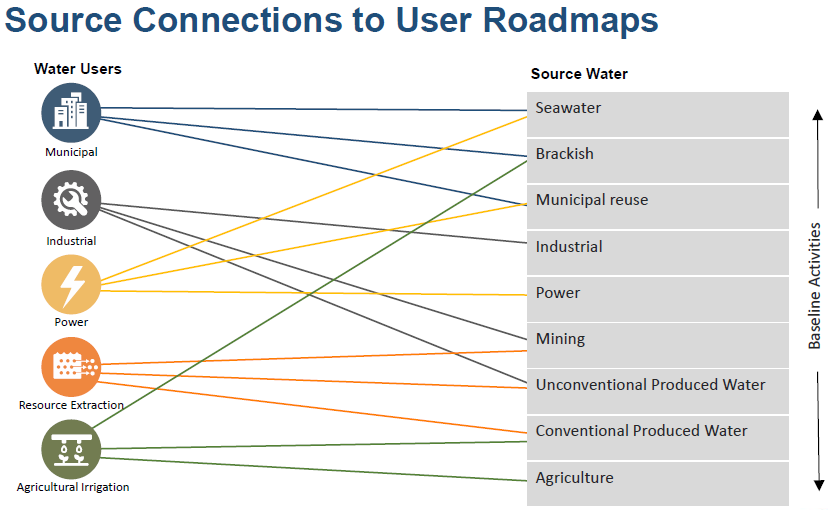 Source Connections to User Roadmaps
Water Users
Source Water
Municipal
Industrial
Power
Resource Extraction
Agricultural Irrigation
Seawater
Brackish
Municipal reuse
Industrial
Power
Mining
Unconventional Produced Water
Conventional Produced Water
Agriculture
Baseline Activities